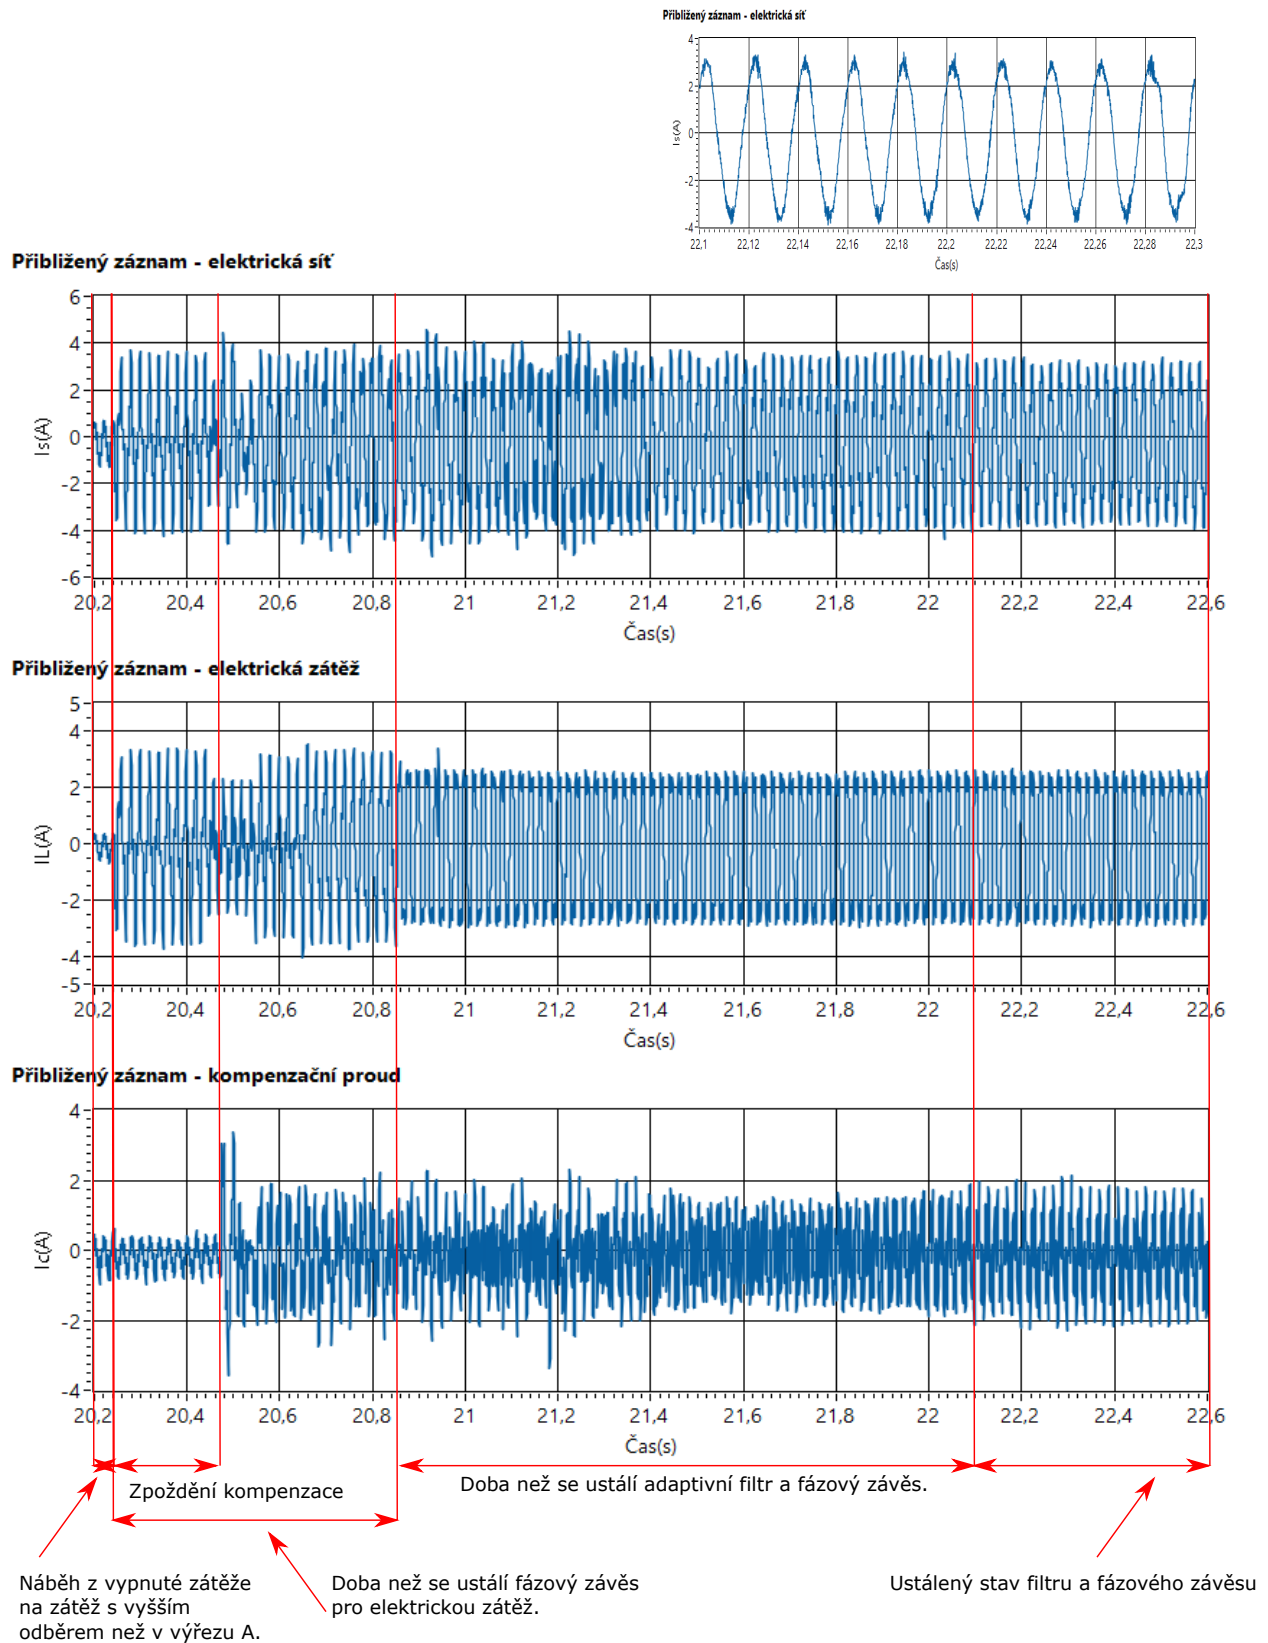 Přibližený záznam - elektrická síť
4
2
0
-2
-4
Is(A)
22,1 22,12 22,14 22,16 22,18 22,2 22,22 22,24 22,26 22,28 22,3
Čas(s)
Přibližený záznam - elektrická síť
6
4
2
0
-2
-4
-6
Is(A)
20,2 20,4 20,6 20,8 21 21,2 21,4 21,6 21,8 22 22,2 22,4 22,6
Čas(s)
Přibližený záznam - elektrická zátěž
5
4
2
0
-2
-4
-5
IL(A)
20,2 20,4 20,6 20,8 21 21,2 21,4 21,6 21,8 22 22,2 22,4 22,6
Čas(s)
Přibližený záznam - kompenzační proud
4
2
0
-2
-4
Ic(A)
20,2 20,4 20,6 20,8 21 21,2 21,4 21,6 21,8 22 22,2 22,4 22,6
Čas(s)
Zpoždění kompenzace
Doba než se ustálí adaptivní filtr a fázový závěs.
Náběh z vypnuté zátěže
na zátěž s vyšším
odběrem než v výřezu A.
Doba než se ustálí fázový závěs
pro elektrickou zátěž.
Ustálený stav filtru a fázového závěsu